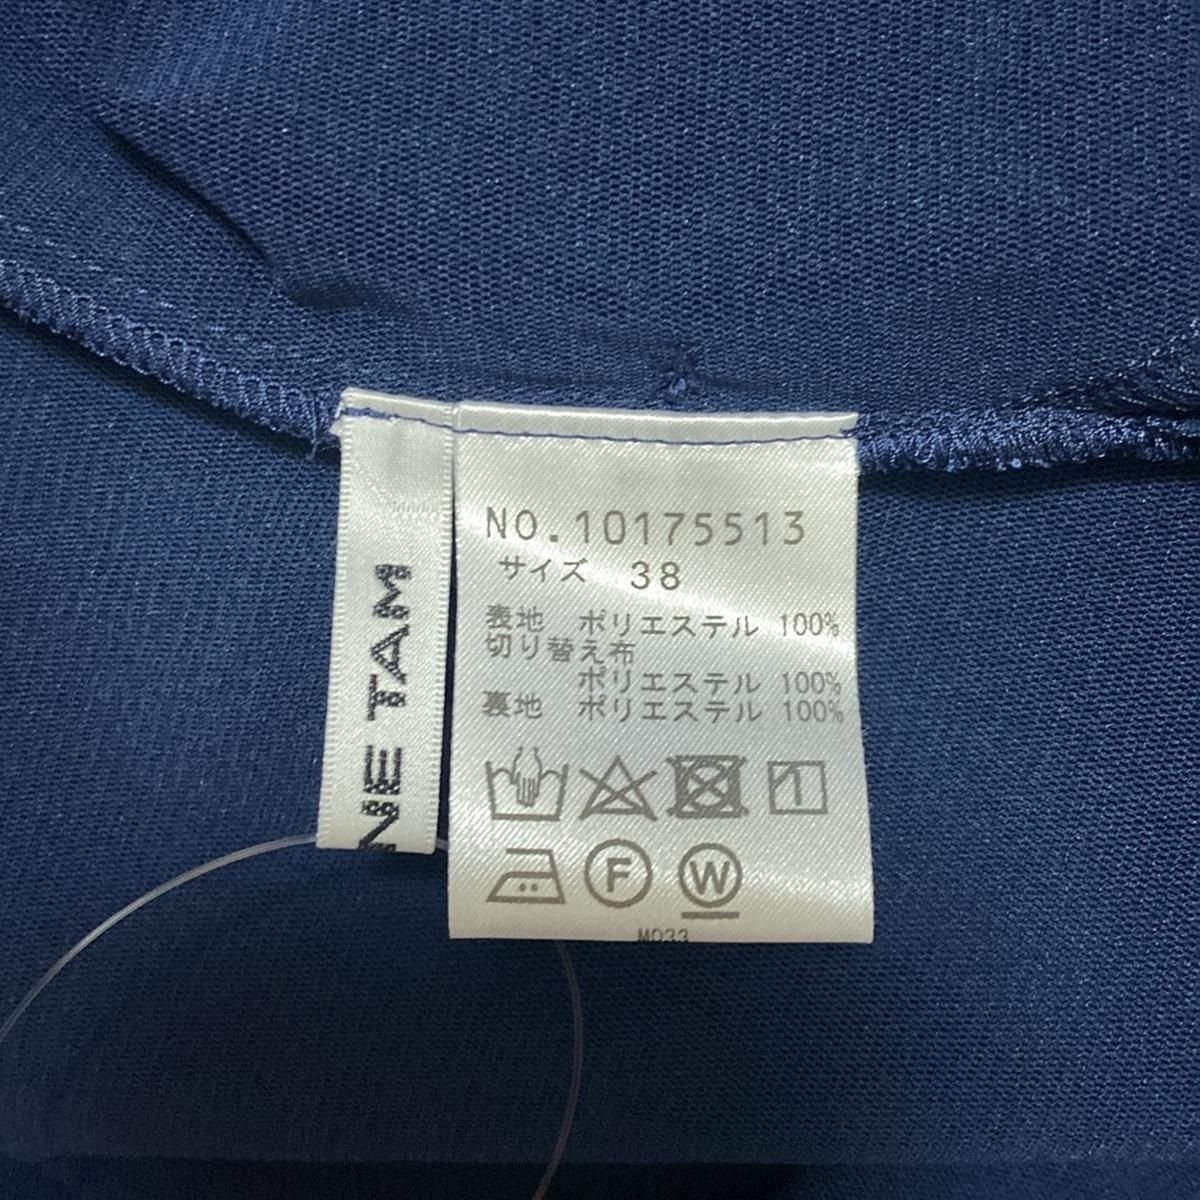 NO.10175513
サイズ 38
表地 ポリエステル 100%
切り替え布
ポリエステル 100%
裏地 ポリエステル 100%
F W
M033
NE TAM